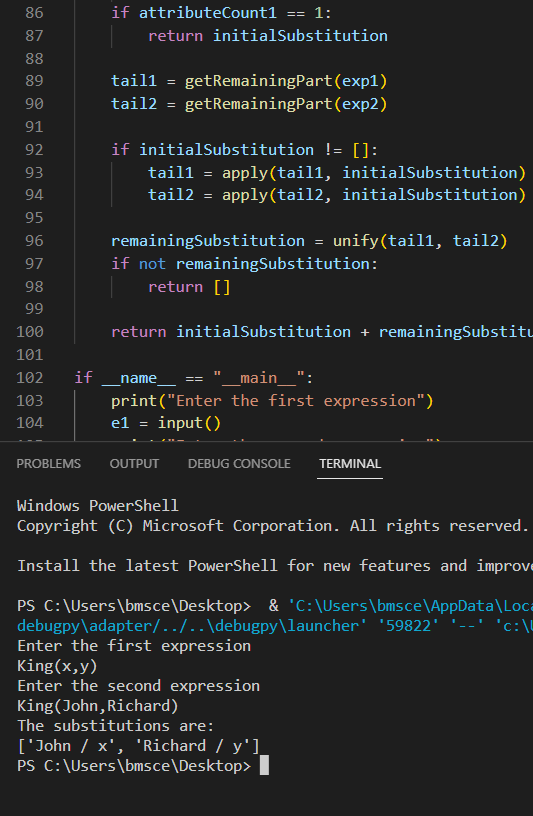 86 if attributeCount1 == 1:
87 return initialSubstitution
88
89 tail1 = getRemainingPart(exp1)
90 tail2 = getRemainingPart(exp2)
91
92 if initialSubstitution != []:
93 tail1 = apply(tail1, initialSubstitution)
94 tail2 = apply(tail2, initialSubstitution)
95
96 remainingSubstitution = unify(tail1, tail2)
97 if not remainingSubstitution:
98 return []
99
100 return initialSubstitution + remainingSubstitu
101
102 if __name__ == "__main__":
103 print("Enter the first expression")
104 e1 = input()
PROBLEMS OUTPUT DEBUG CONSOLE TERMINAL
Windows PowerShell
Copyright (C) Microsoft Corporation. All rights reserved.
Install the latest PowerShell for new features and improve
PS C:\Users\bmsce\Desktop> & 'C:\Users\bmsce\AppData\Loca
debugpy\adapter/../..\debugpy\launcher' '59822' '--' 'c:\U
Enter the first expression
King(x,y)
Enter the second expression
King(John,Richard)
The substitutions are:
['John / x', 'Richard / y']
PS C:\Users\bmsce\Desktop>